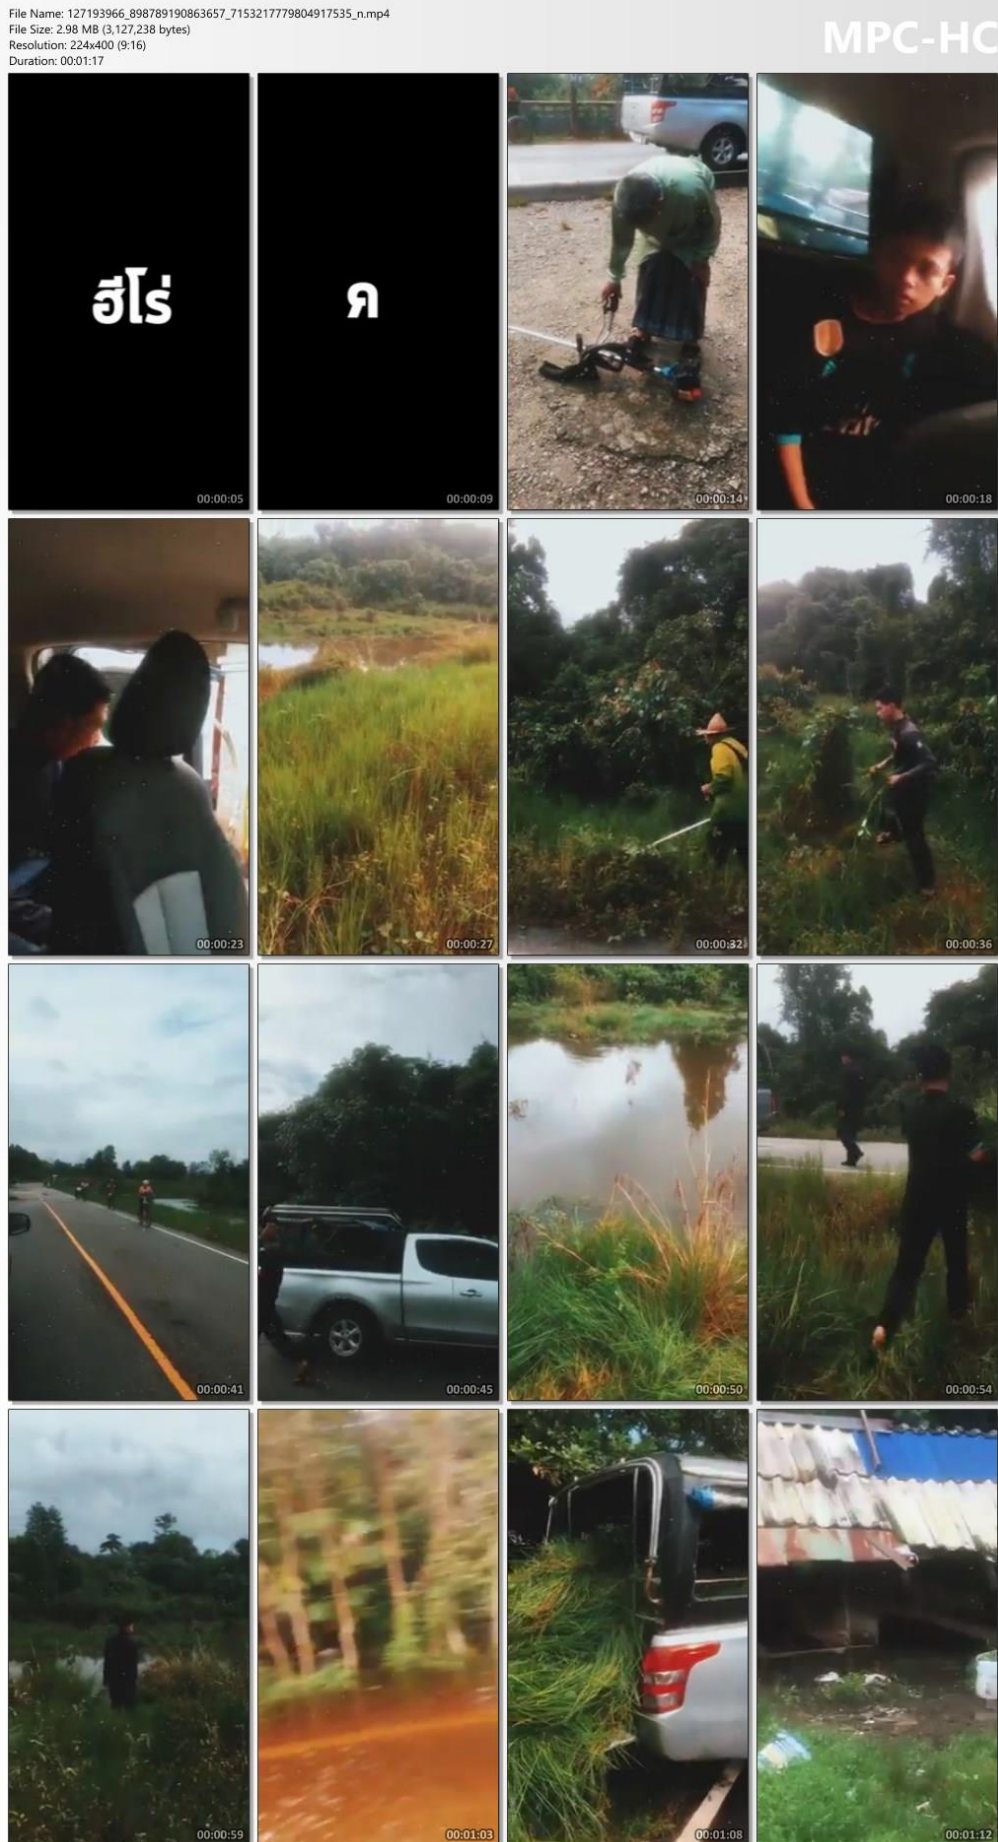 File Name: 127193966_898789190863657_7153217779804917535_n.mp4
File Size: 2.98 MB (3,127,238 bytes)
Resolution: 224x400 (9:16)
Duration: 00:01:17
MPC-HC
ฮีโร่
ค
00:00:05
00:00:09
00:00:14
00:00:18
00:00:23
00:00:27
00:00:32
00:00:36
00:00:41
00:00:45
00:00:50
00:00:54
00:00:59
00:01:03
00:01:08
00:01:12